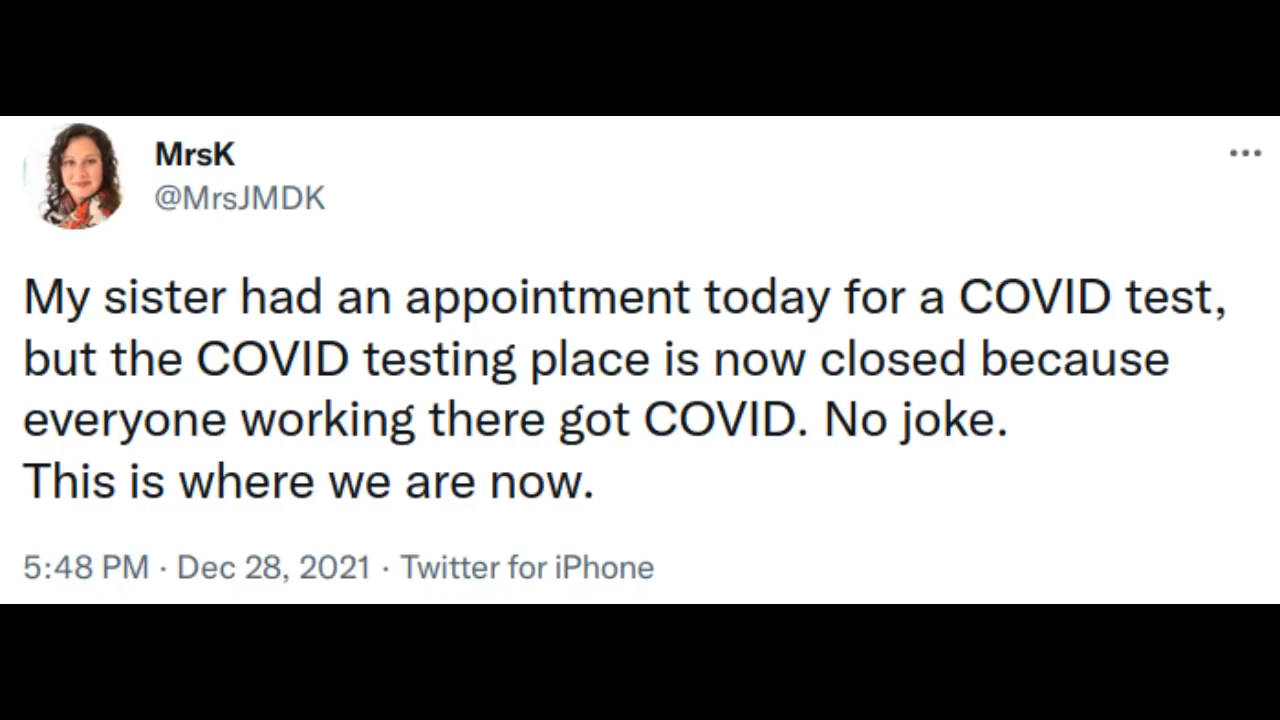 MrsK
@MrsJMDK
My sister had an appointment today for a COVID test,
but the COVID testing place is now closed because
everyone working there got COVID. No joke.
This is where we are now.
5:48 PM · Dec 28, 2021 · Twitter for iPhone